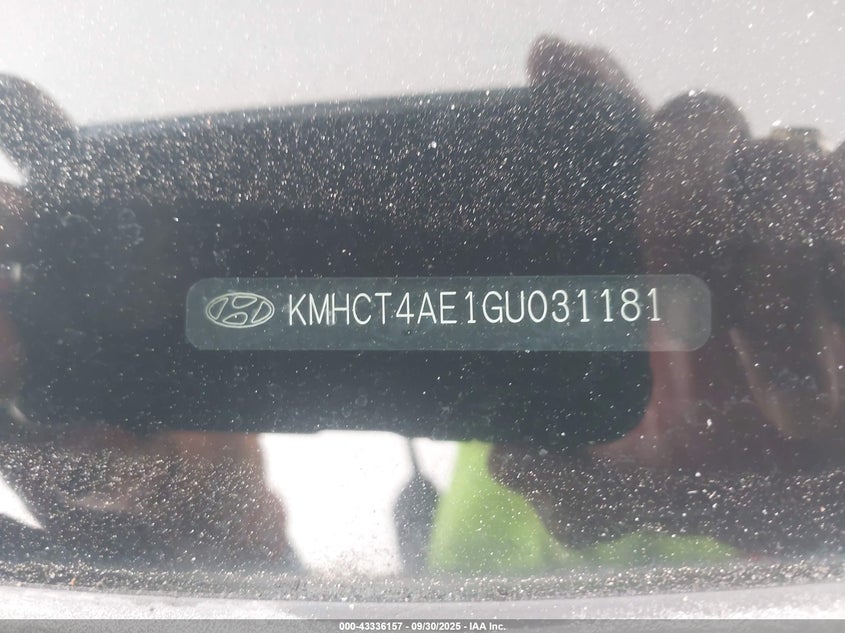 KMHCT4AE1GU031181
000-43336157 - 09/30/2025 - IAA Inc.